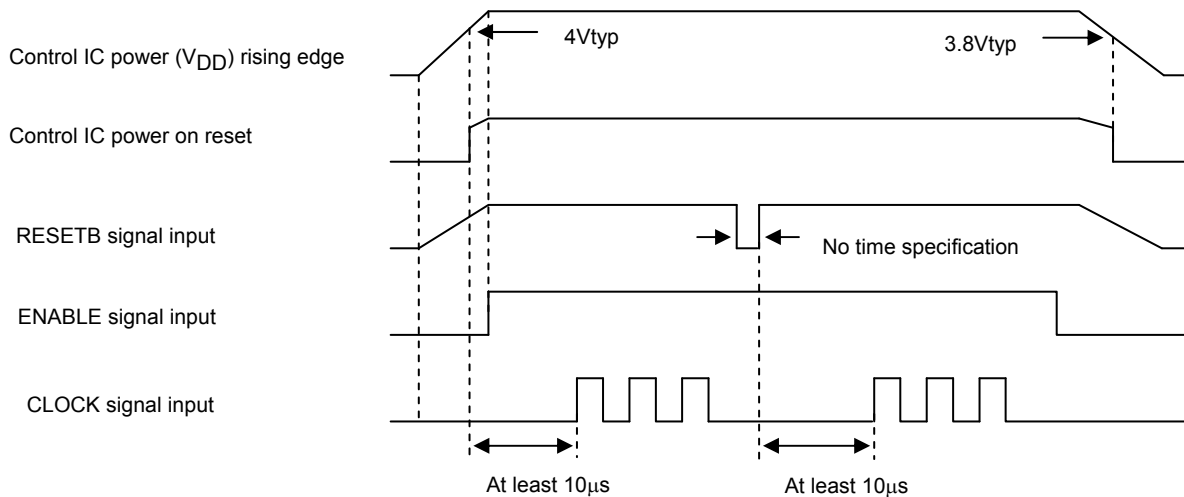 4Vtyp
3.8Vtyp
Control IC power (VDD) rising edge
Control IC power on reset
RESETB signal input
No time specification
ENABLE signal input
CLOCK signal input
At least 10μs
At least 10μs